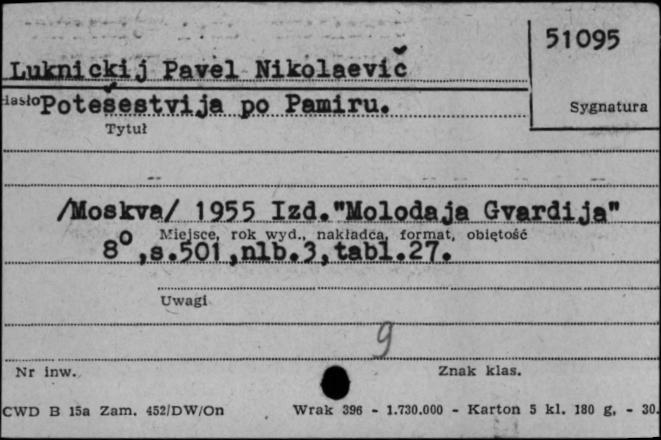 51095
Luknickij Pavel Nikolaevič
Hasło Potešestvija po Pamiru.
Sygnatura
Tytuł
/Moskva/ 1955 Izd."Molodaja Gvardija"
Miejsce, rok wyd., nakładca, format, objętość
8°,s.501,nlb.3,tabl.27.
Uwagi
9
Nr inw.
Znak klas.
CWD B 15a Zam. 452/DW/On Wrak 396 - 1.730.000 - Karton 5 kl. 180 g. - 30.